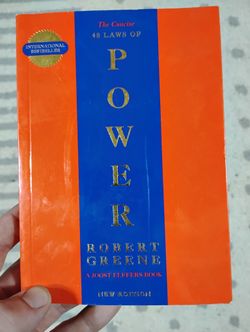 The Concise
48 LAWS OF
INTERNATIONAL
BESTSELLER
P
O
W
E
R
ROBERT
GREENE
A JOOST ELFFERS BOOK
NEW EDITION